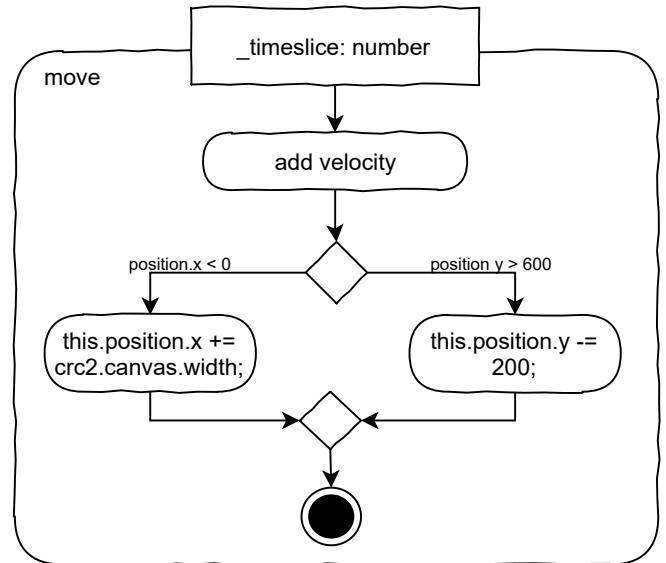 _timeslice: number
move
add velocity
position.x < 0
position y > 600
this.position.x +=
crc2.canvas.width;
this.position.y -=
200;